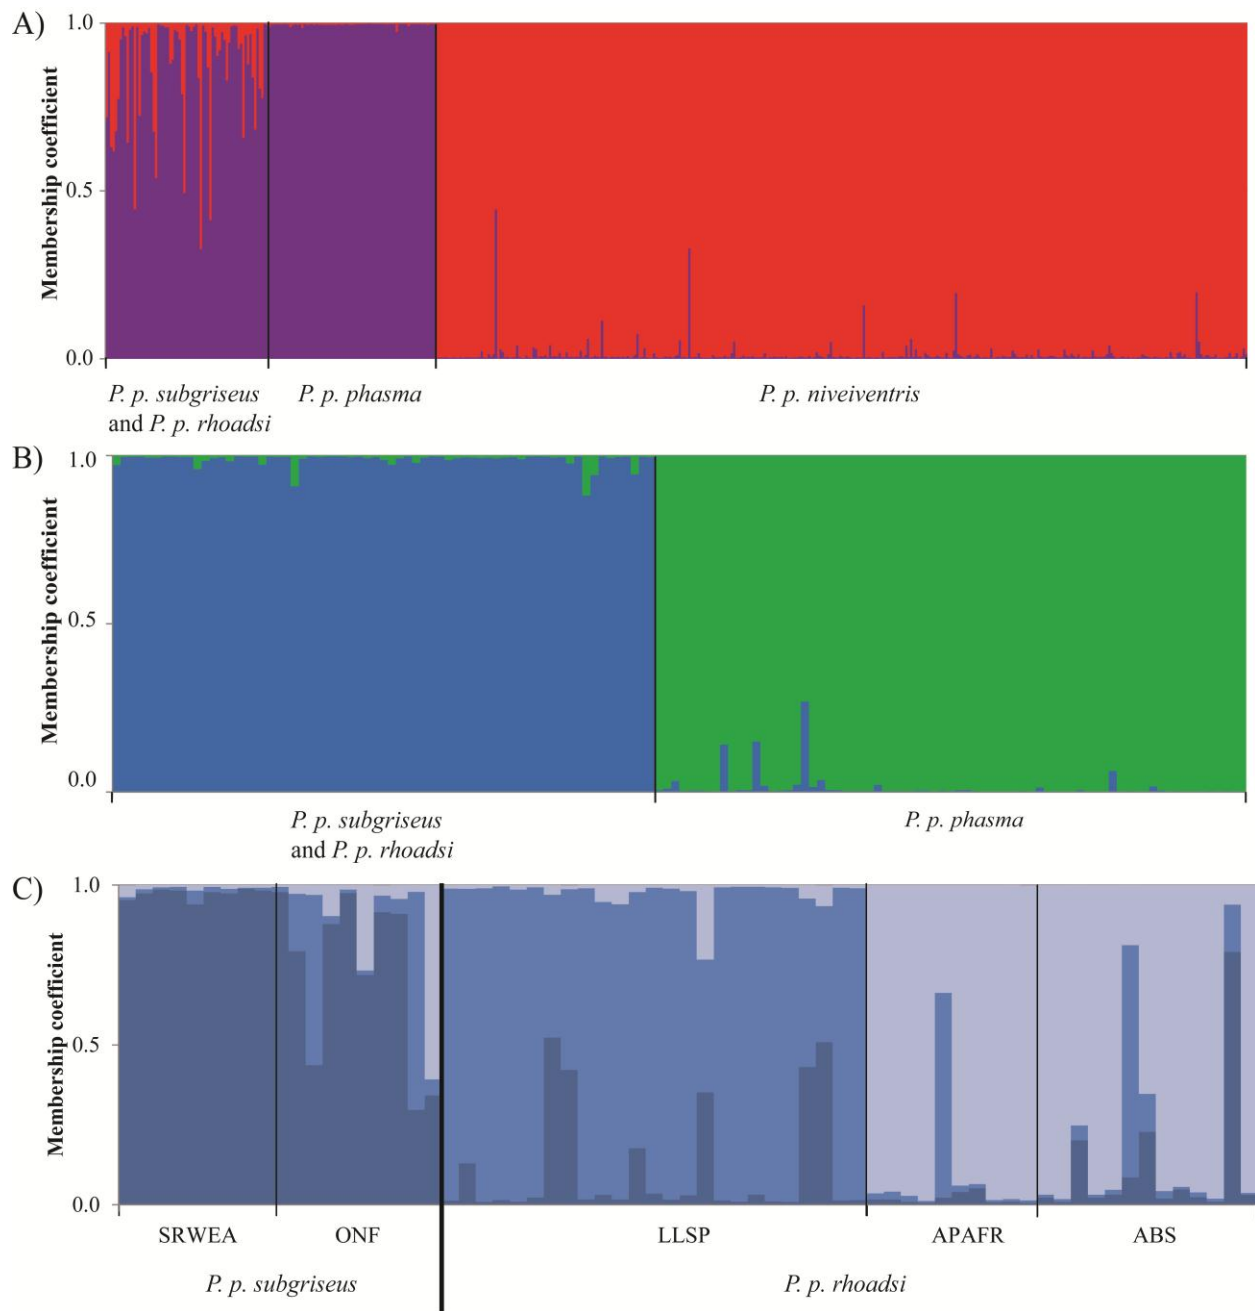 A)
Membership coefficient
1.0
0.5
0.0
P. p. subgriseus
and P. p. rhoadsi
P. p. phasma
P. p. niveiventris
B)
Membership coefficient
1.0
0.5
0.0
P. p. subgriseus
and P. p. rhoadsi
P. p. phasma
C)
Membership coefficient
1.0
0.5
0.0
SRWEA
ONF
LLSP
APAFR
ABS
P. p. subgriseus
P. p. rhoadsi